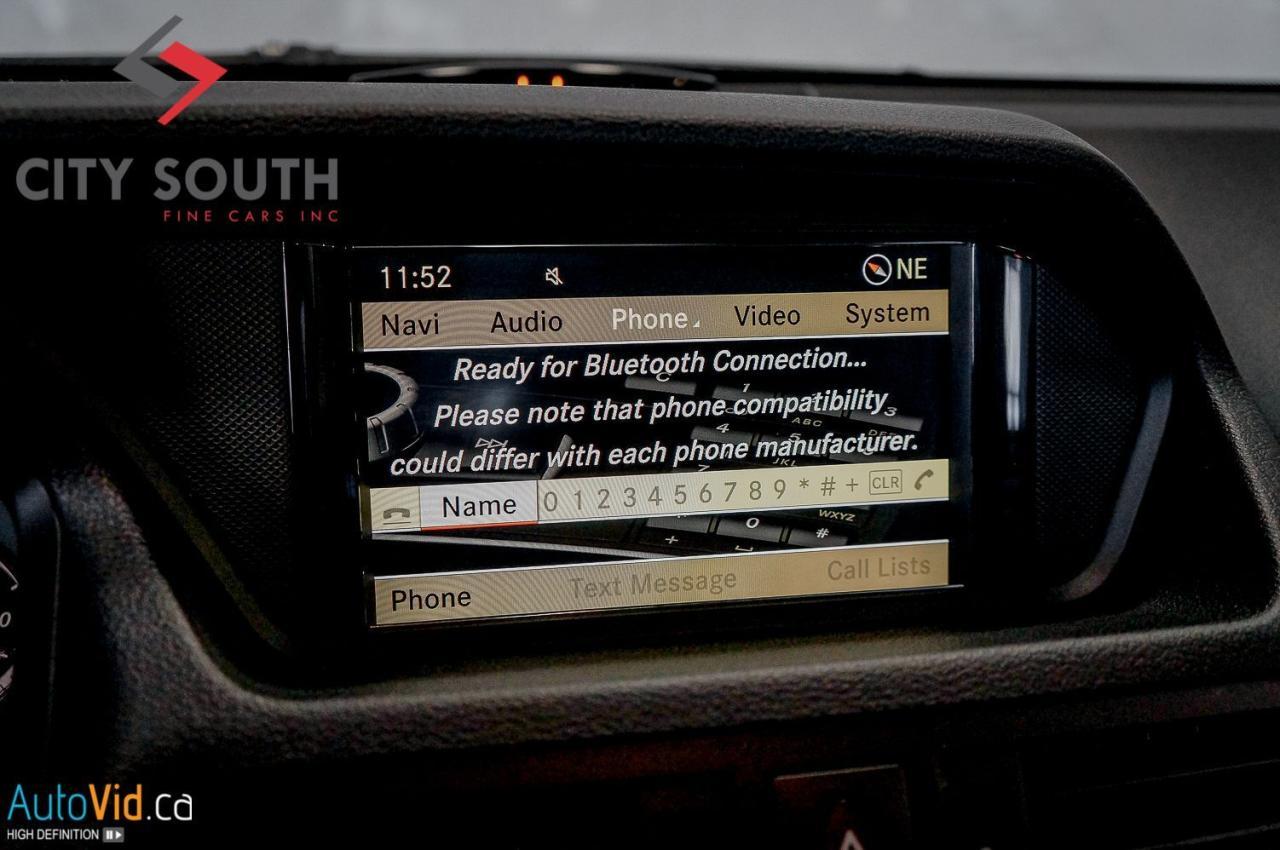 CITY SOUTH
FINE CARS INC
11:52 NE
Navi Audio Phone Video System
Ready for Bluetooth Connection...
Please note that phone compatibility
could differ with each phone manufacturer.
Name 0 1 2 3 4 5 6 7 8 9 * # + CLR
Phone Text Message Call Lists
AutoVid.ca
HIGH DEFINITION